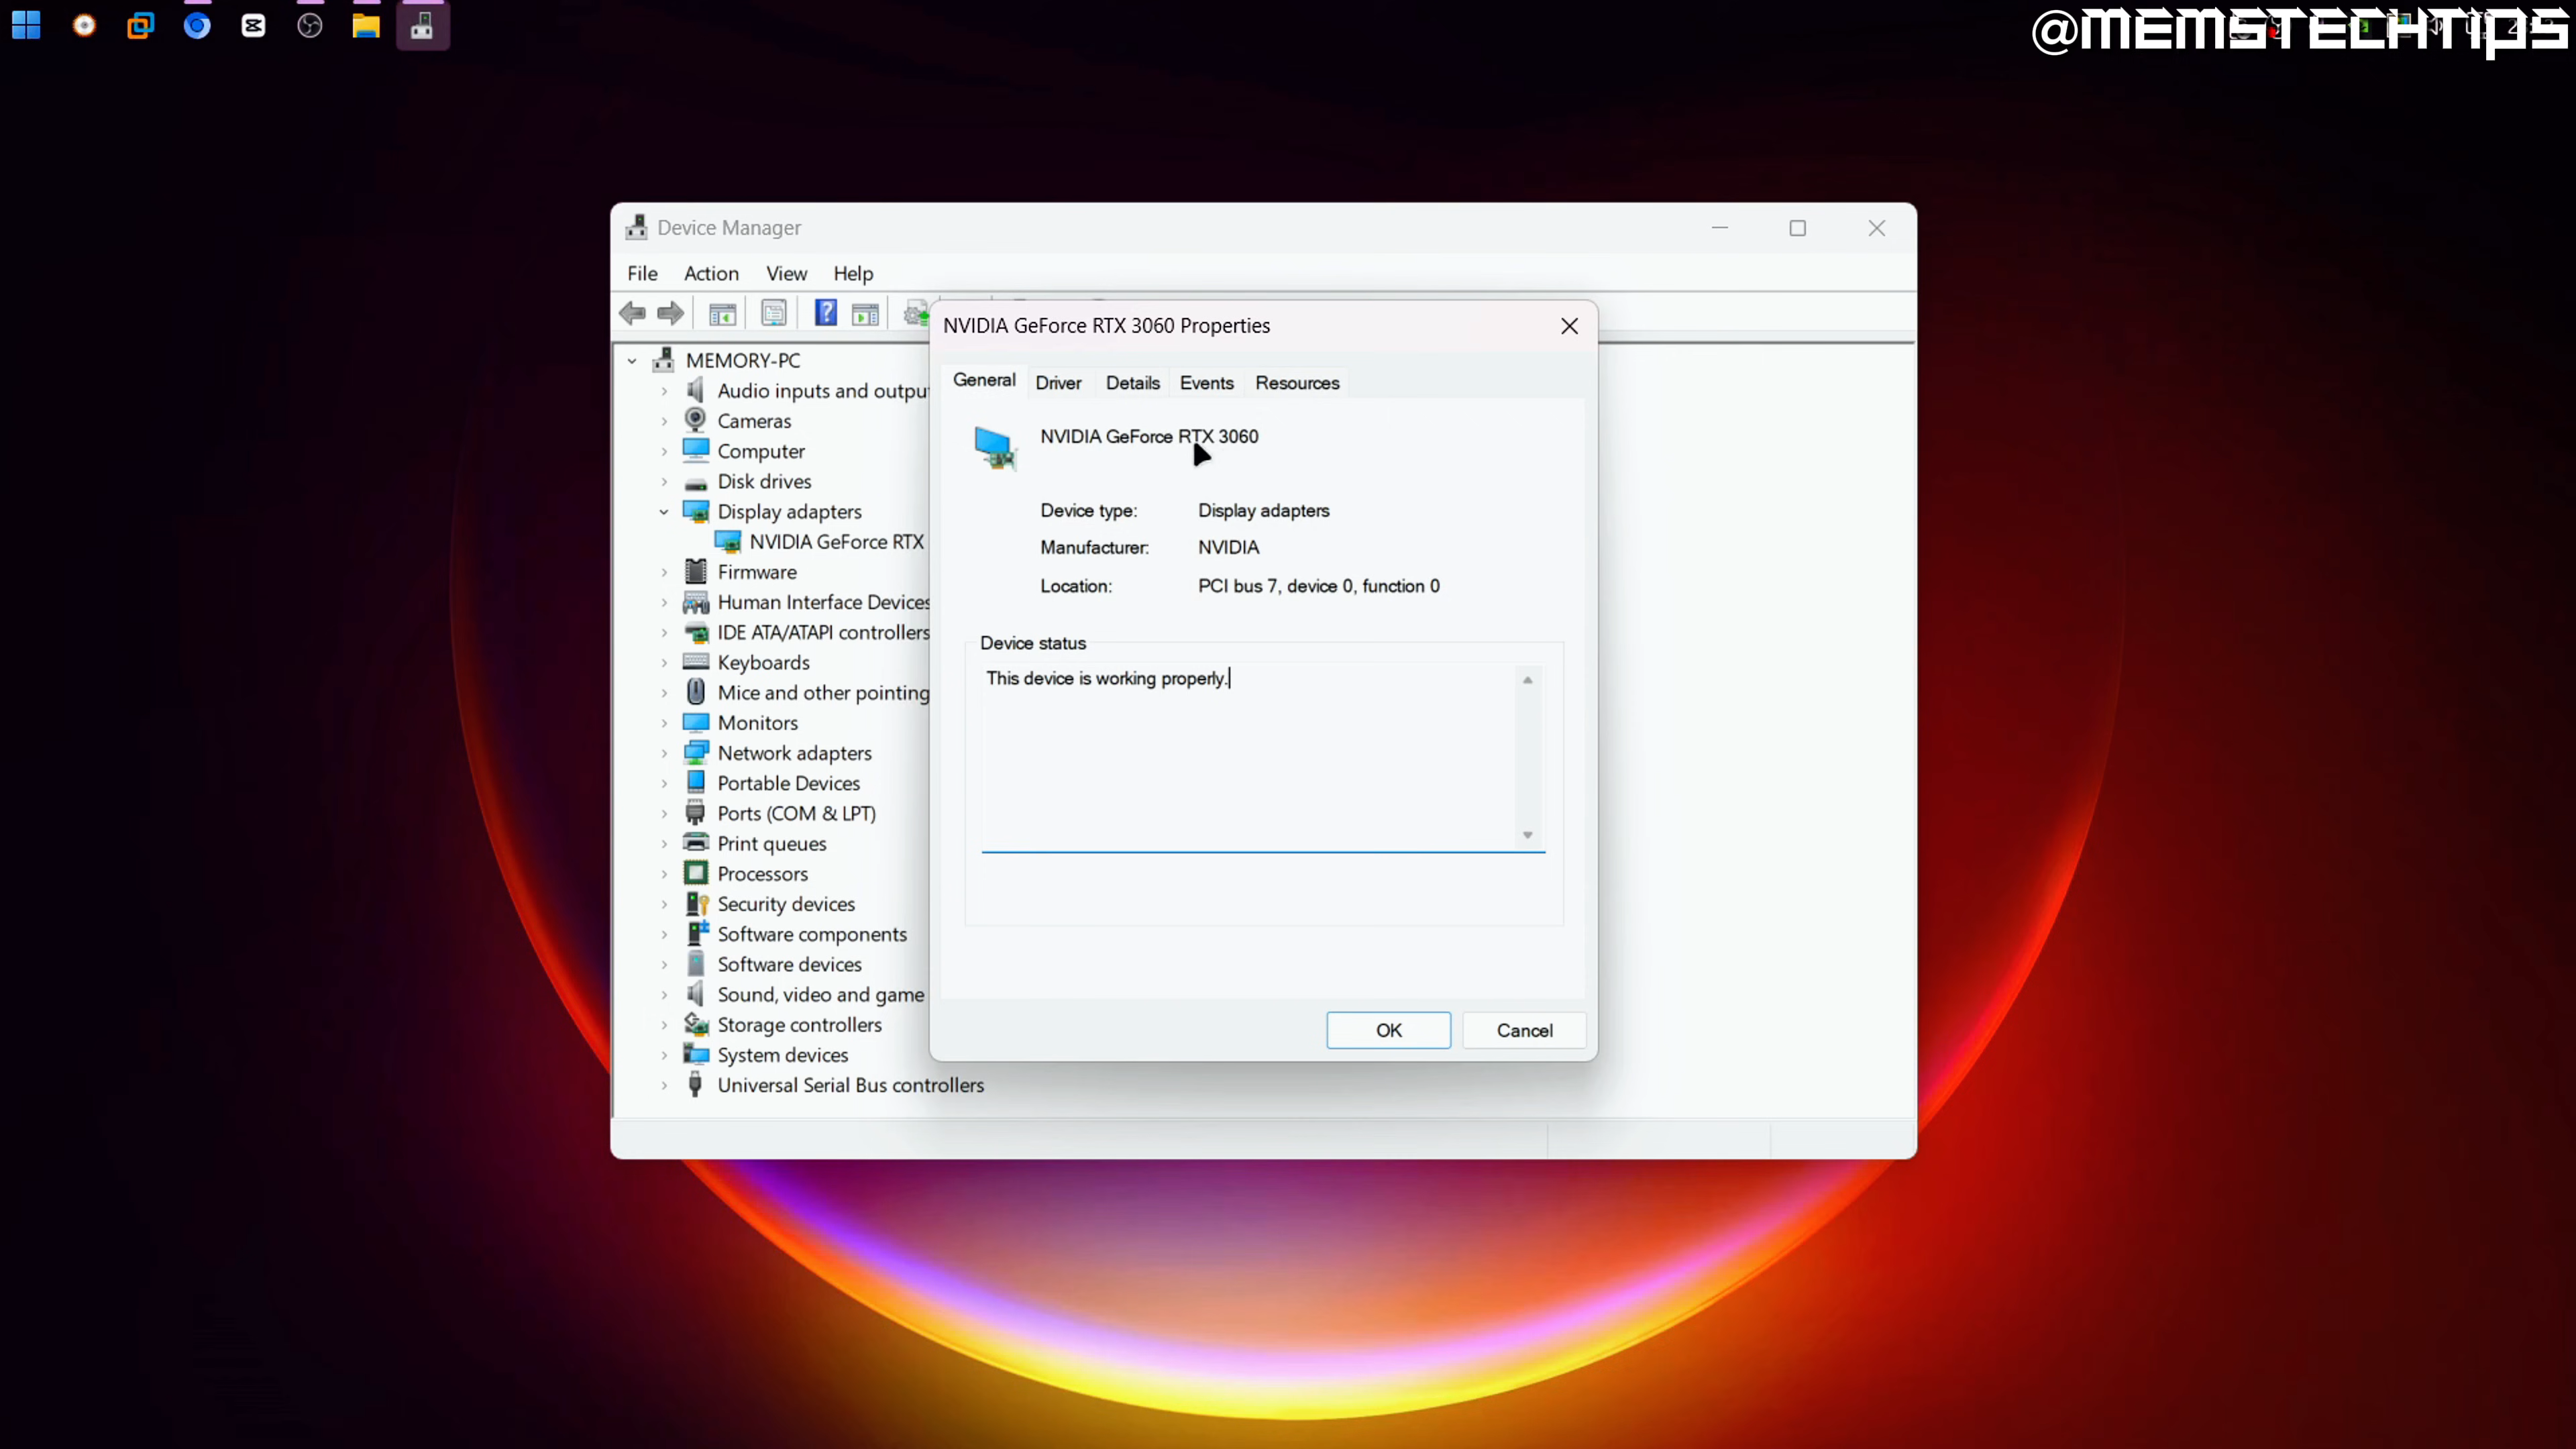 @MEMSTECHTIPS
Device Manager
File Action View Help
NVIDIA GeForce RTX 3060 Properties
MEMORY-PC
Audio inputs and outpu
Cameras
Computer
Disk drives
Display adapters
NVIDIA GeForce RTX
Firmware
Human Interface Devices
IDE ATA/ATAPI controllers
Keyboards
Mice and other pointing
Monitors
Network adapters
Portable Devices
Ports (COM & LPT)
Print queues
Processors
Security devices
Software components
Software devices
Sound, video and game
Storage controllers
System devices
Universal Serial Bus controllers
General Driver Details Events Resources
NVIDIA GeForce RTX 3060
Device type: Display adapters
Manufacturer: NVIDIA
Location: PCI bus 7, device 0, function 0
Device status
This device is working properly.
OK Cancel